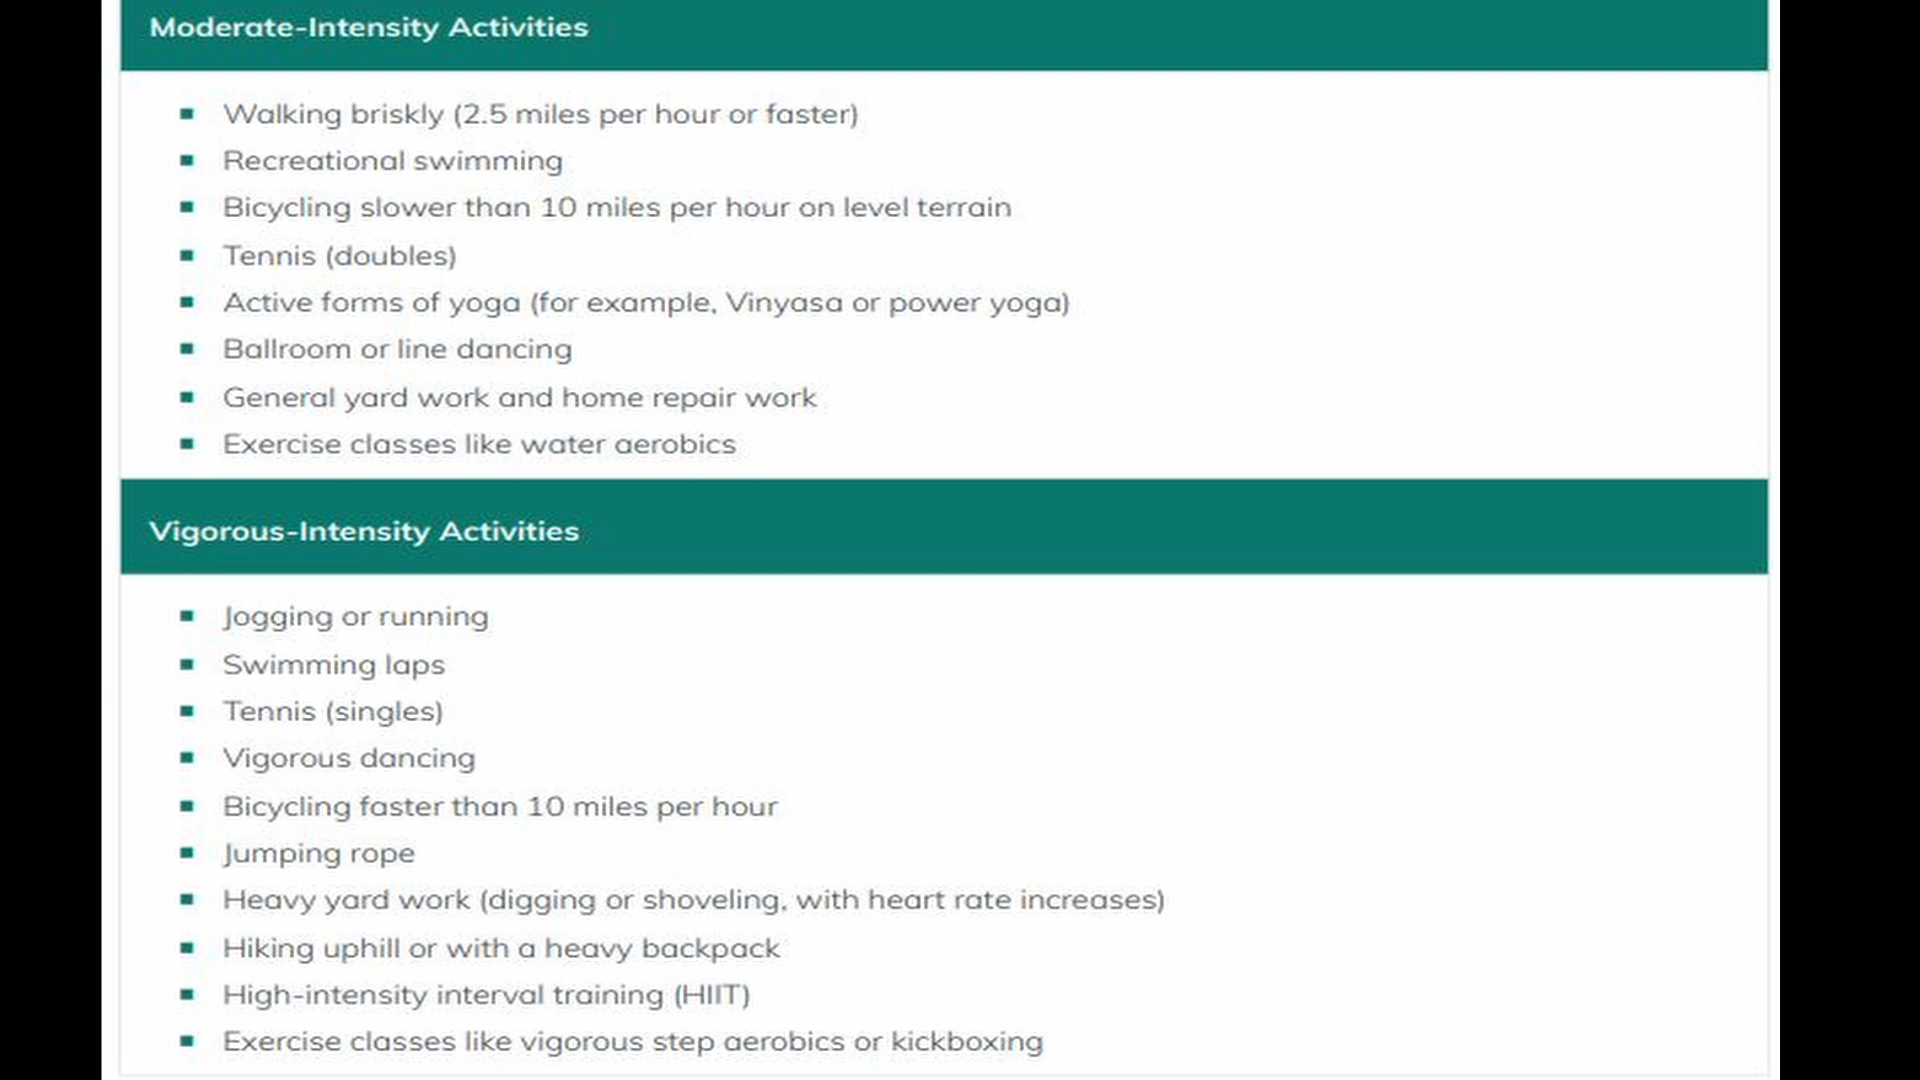 Moderate-Intensity Activities
Walking briskly (2.5 miles per hour or faster)
Recreational swimming
Bicycling slower than 10 miles per hour on level terrain
Tennis (doubles)
Active forms of yoga (for example, Vinyasa or power yoga)
Ballroom or line dancing
General yard work and home repair work
Exercise classes like water aerobics
Vigorous-Intensity Activities
Jogging or running
Swimming laps
Tennis (singles)
Vigorous dancing
Bicycling faster than 10 miles per hour
Jumping rope
Heavy yard work (digging or shoveling, with heart rate increases)
Hiking uphill or with a heavy backpack
High-intensity interval training (HIIT)
Exercise classes like vigorous step aerobics or kickboxing